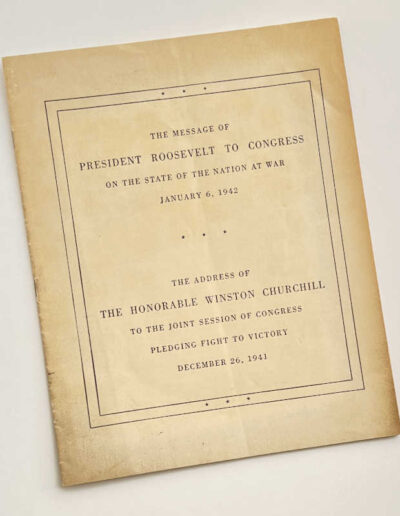 THE MESSAGE OF
PRESIDENT ROOSEVELT TO CONGRESS
ON THE STATE OF THE NATION AT WAR
JANUARY 6, 1942
THE ADDRESS OF
THE HONORABLE WINSTON CHURCHILL
TO THE JOINT SESSION OF CONGRESS
PLEDGING FIGHT TO VICTORY
DECEMBER 26, 1941